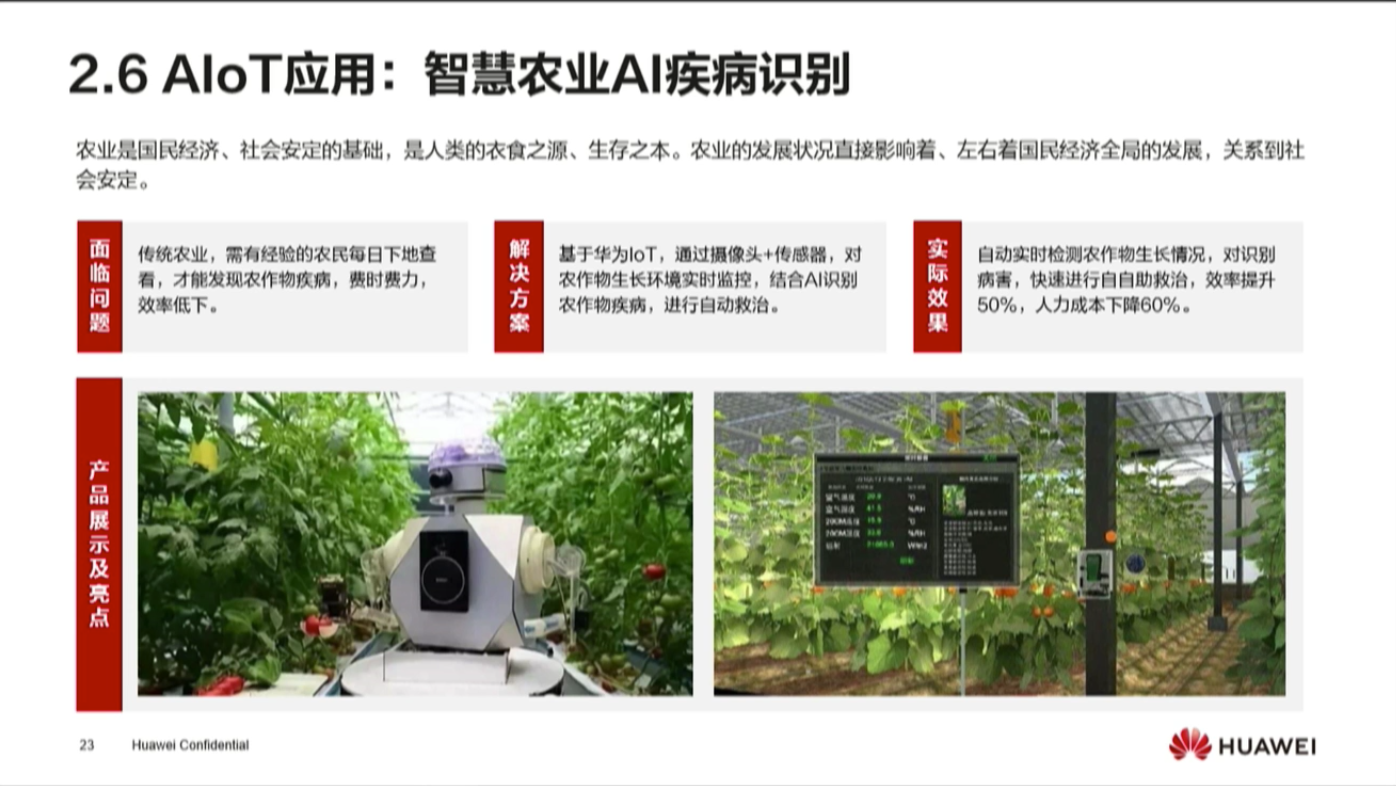 2.6 AIoT应用：智慧农业AI疾病识别
农业是国民经济、社会安定的基础，是人类的衣食之源、生存之本。农业的发展状况直接影响着、左右着国民经济全局的发展，关系到社
会安定。
面临问题
传统农业，需有经验的农民每日下地查
看，才能发现农作物疾病，费时费力，
效率低下。
解决方案
基于华为IoT，通过摄像头+传感器，对
农作物生长环境实时监控，结合AI识别
农作物疾病，进行自动救治。
实际效果
自动实时检测农作物生长情况，对识别
病害，快速进行自自助救治，效率提升
50%，人力成本下降60%。
产品展示及亮点
空气温度
℃
空气湿度
%RH
℃
%RH
23
Huawei Confidential
HUAWEI